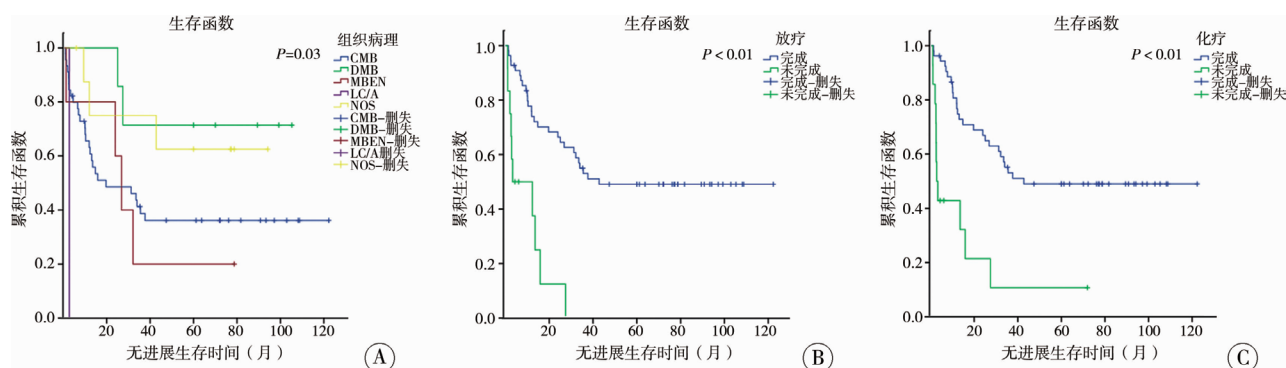 生存函数
P=0.03
组织病理
CMB
DMB
MBEN
LC/A
NOS
CMB-删失
DMB-删失
MBEN-删失
LC/A删失
NOS-删失
累积生存函数
1.0
0.8
0.6
0.4
0.2
0.0
20 40 60 80 100 120
无进展生存时间（月）
A
生存函数
P < 0.01
放疗
完成
未完成
完成-删失
未完成-删失
累积生存函数
1.0
0.8
0.6
0.4
0.2
0.0
20 40 60 80 100 120
无进展生存时间（月）
B
生存函数
P < 0.01
化疗
完成
未完成
完成-删失
未完成-删失
累积生存函数
1.0
0.8
0.6
0.4
0.2
0.0
20 40 60 80 100 120
无进展生存时间（月）
C